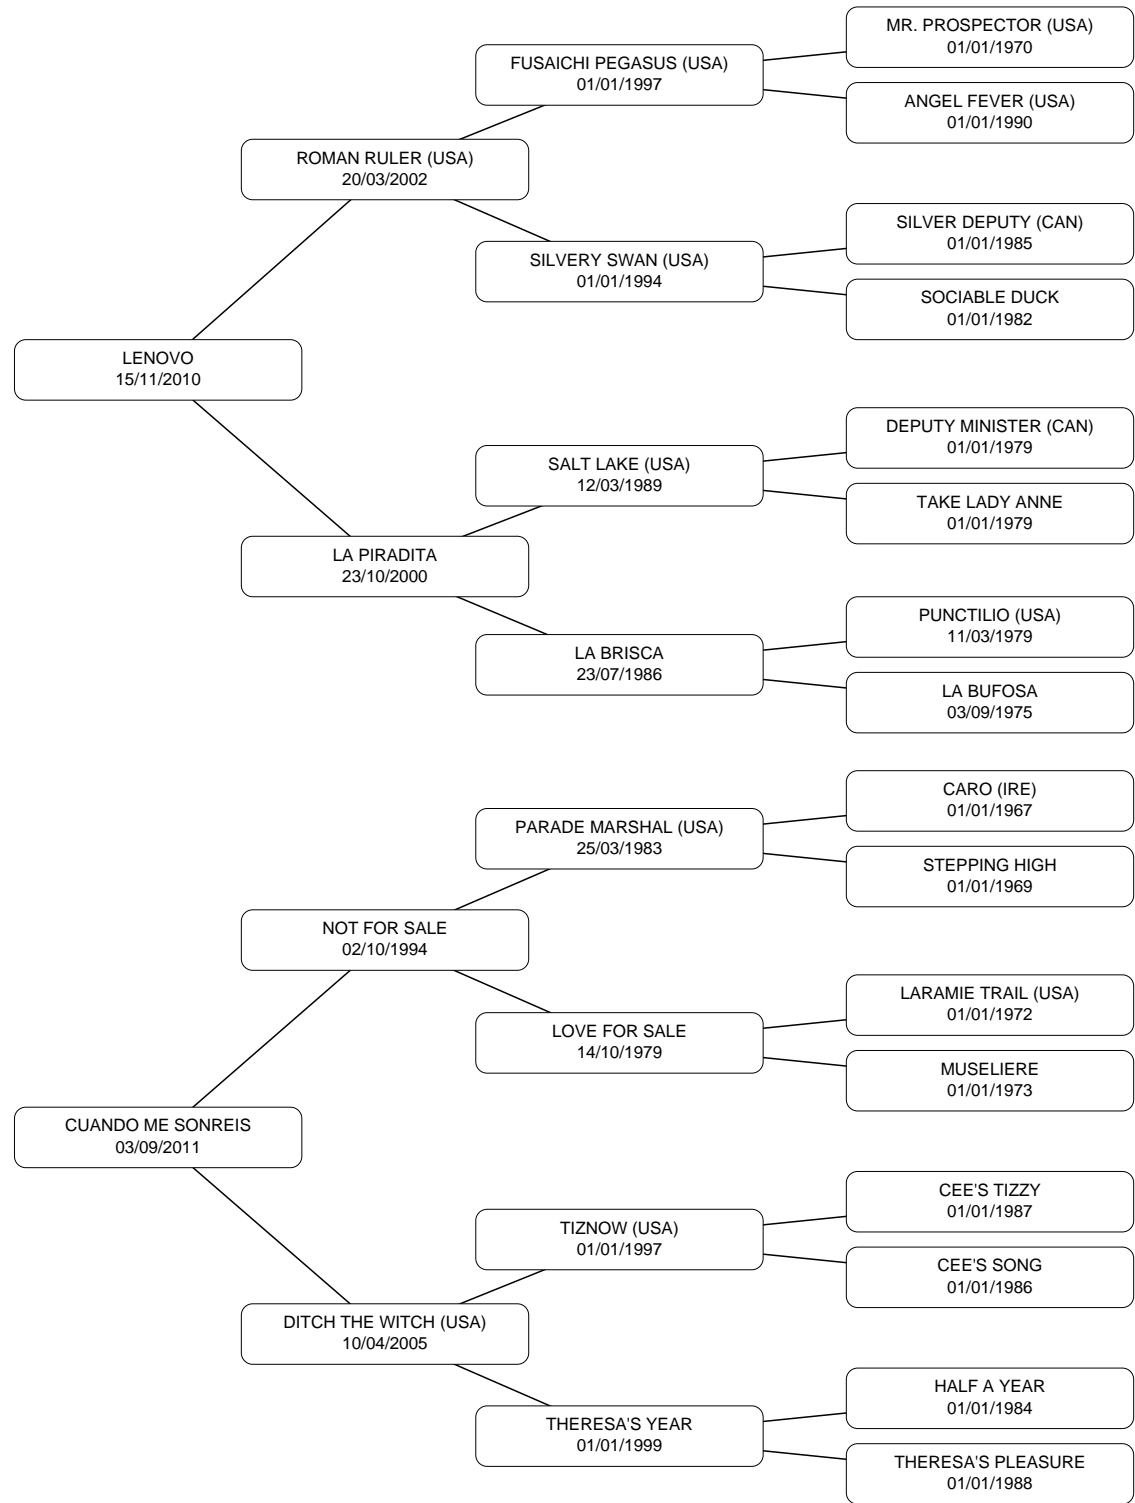 MR. PROSPECTOR (USA)
01/01/1970
FUSAICHI PEGASUS (USA)
01/01/1997
ANGEL FEVER (USA)
01/01/1990
ROMAN RULER (USA)
20/03/2002
SILVER DEPUTY (CAN)
01/01/1985
SILVERY SWAN (USA)
01/01/1994
SOCIABLE DUCK
01/01/1982
LENOVO
15/11/2010
DEPUTY MINISTER (CAN)
01/01/1979
SALT LAKE (USA)
12/03/1989
TAKE LADY ANNE
01/01/1979
LA PIRADITA
23/10/2000
PUNCTILIO (USA)
11/03/1979
LA BRISCA
23/07/1986
LA BUFOSA
03/09/1975
CARO (IRE)
01/01/1967
PARADE MARSHAL (USA)
25/03/1983
STEPPING HIGH
01/01/1969
NOT FOR SALE
02/10/1994
LARAMIE TRAIL (USA)
01/01/1972
LOVE FOR SALE
14/10/1979
MUSELIERE
01/01/1973
CUANDO ME SONREIS
03/09/2011
CEE'S TIZZY
01/01/1987
TIZNOW (USA)
01/01/1997
CEE'S SONG
01/01/1986
DITCH THE WITCH (USA)
10/04/2005
HALF A YEAR
01/01/1984
THERESA'S YEAR
01/01/1999
THERESA'S PLEASURE
01/01/1988